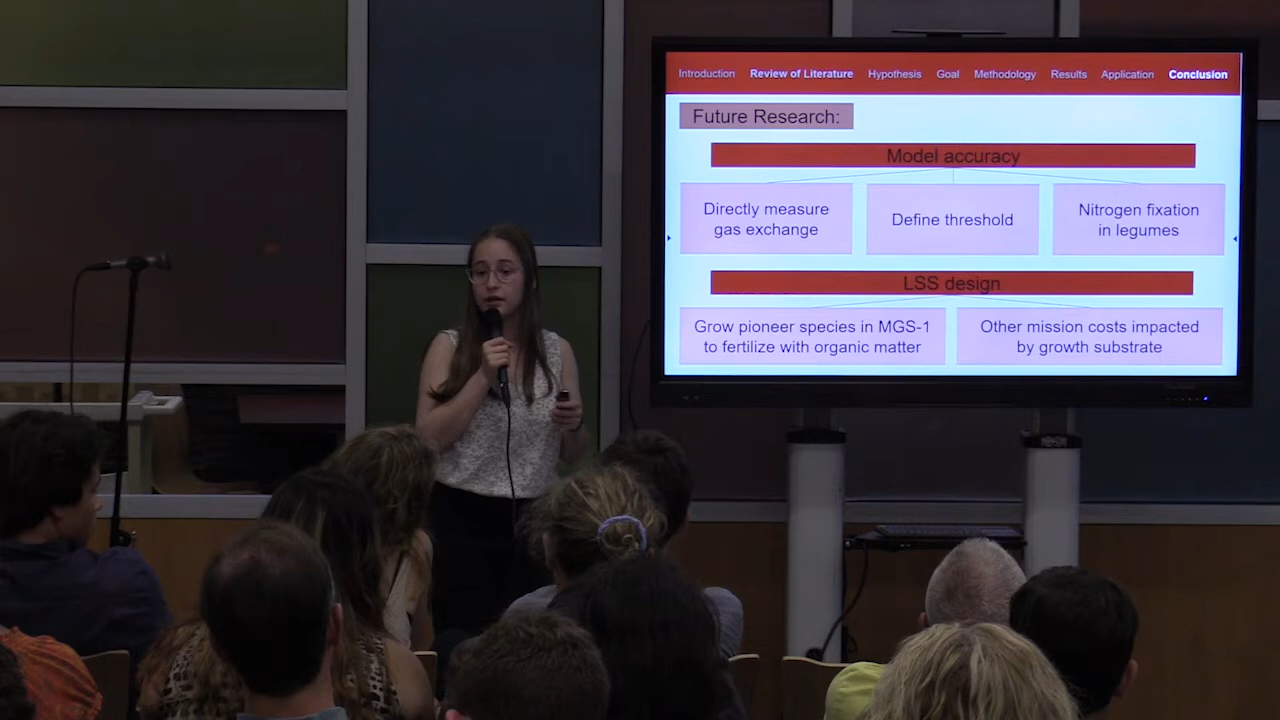 Introduction Review of Literature Hypothesis Goal Methodology Results Application Conclusion
Future Research:
Model accuracy
Directly measure
gas exchange
Define threshold
Nitrogen fixation
in legumes
LSS design
Grow pioneer species in MGS-1
to fertilize with organic matter
Other mission costs impacted
by growth substrate